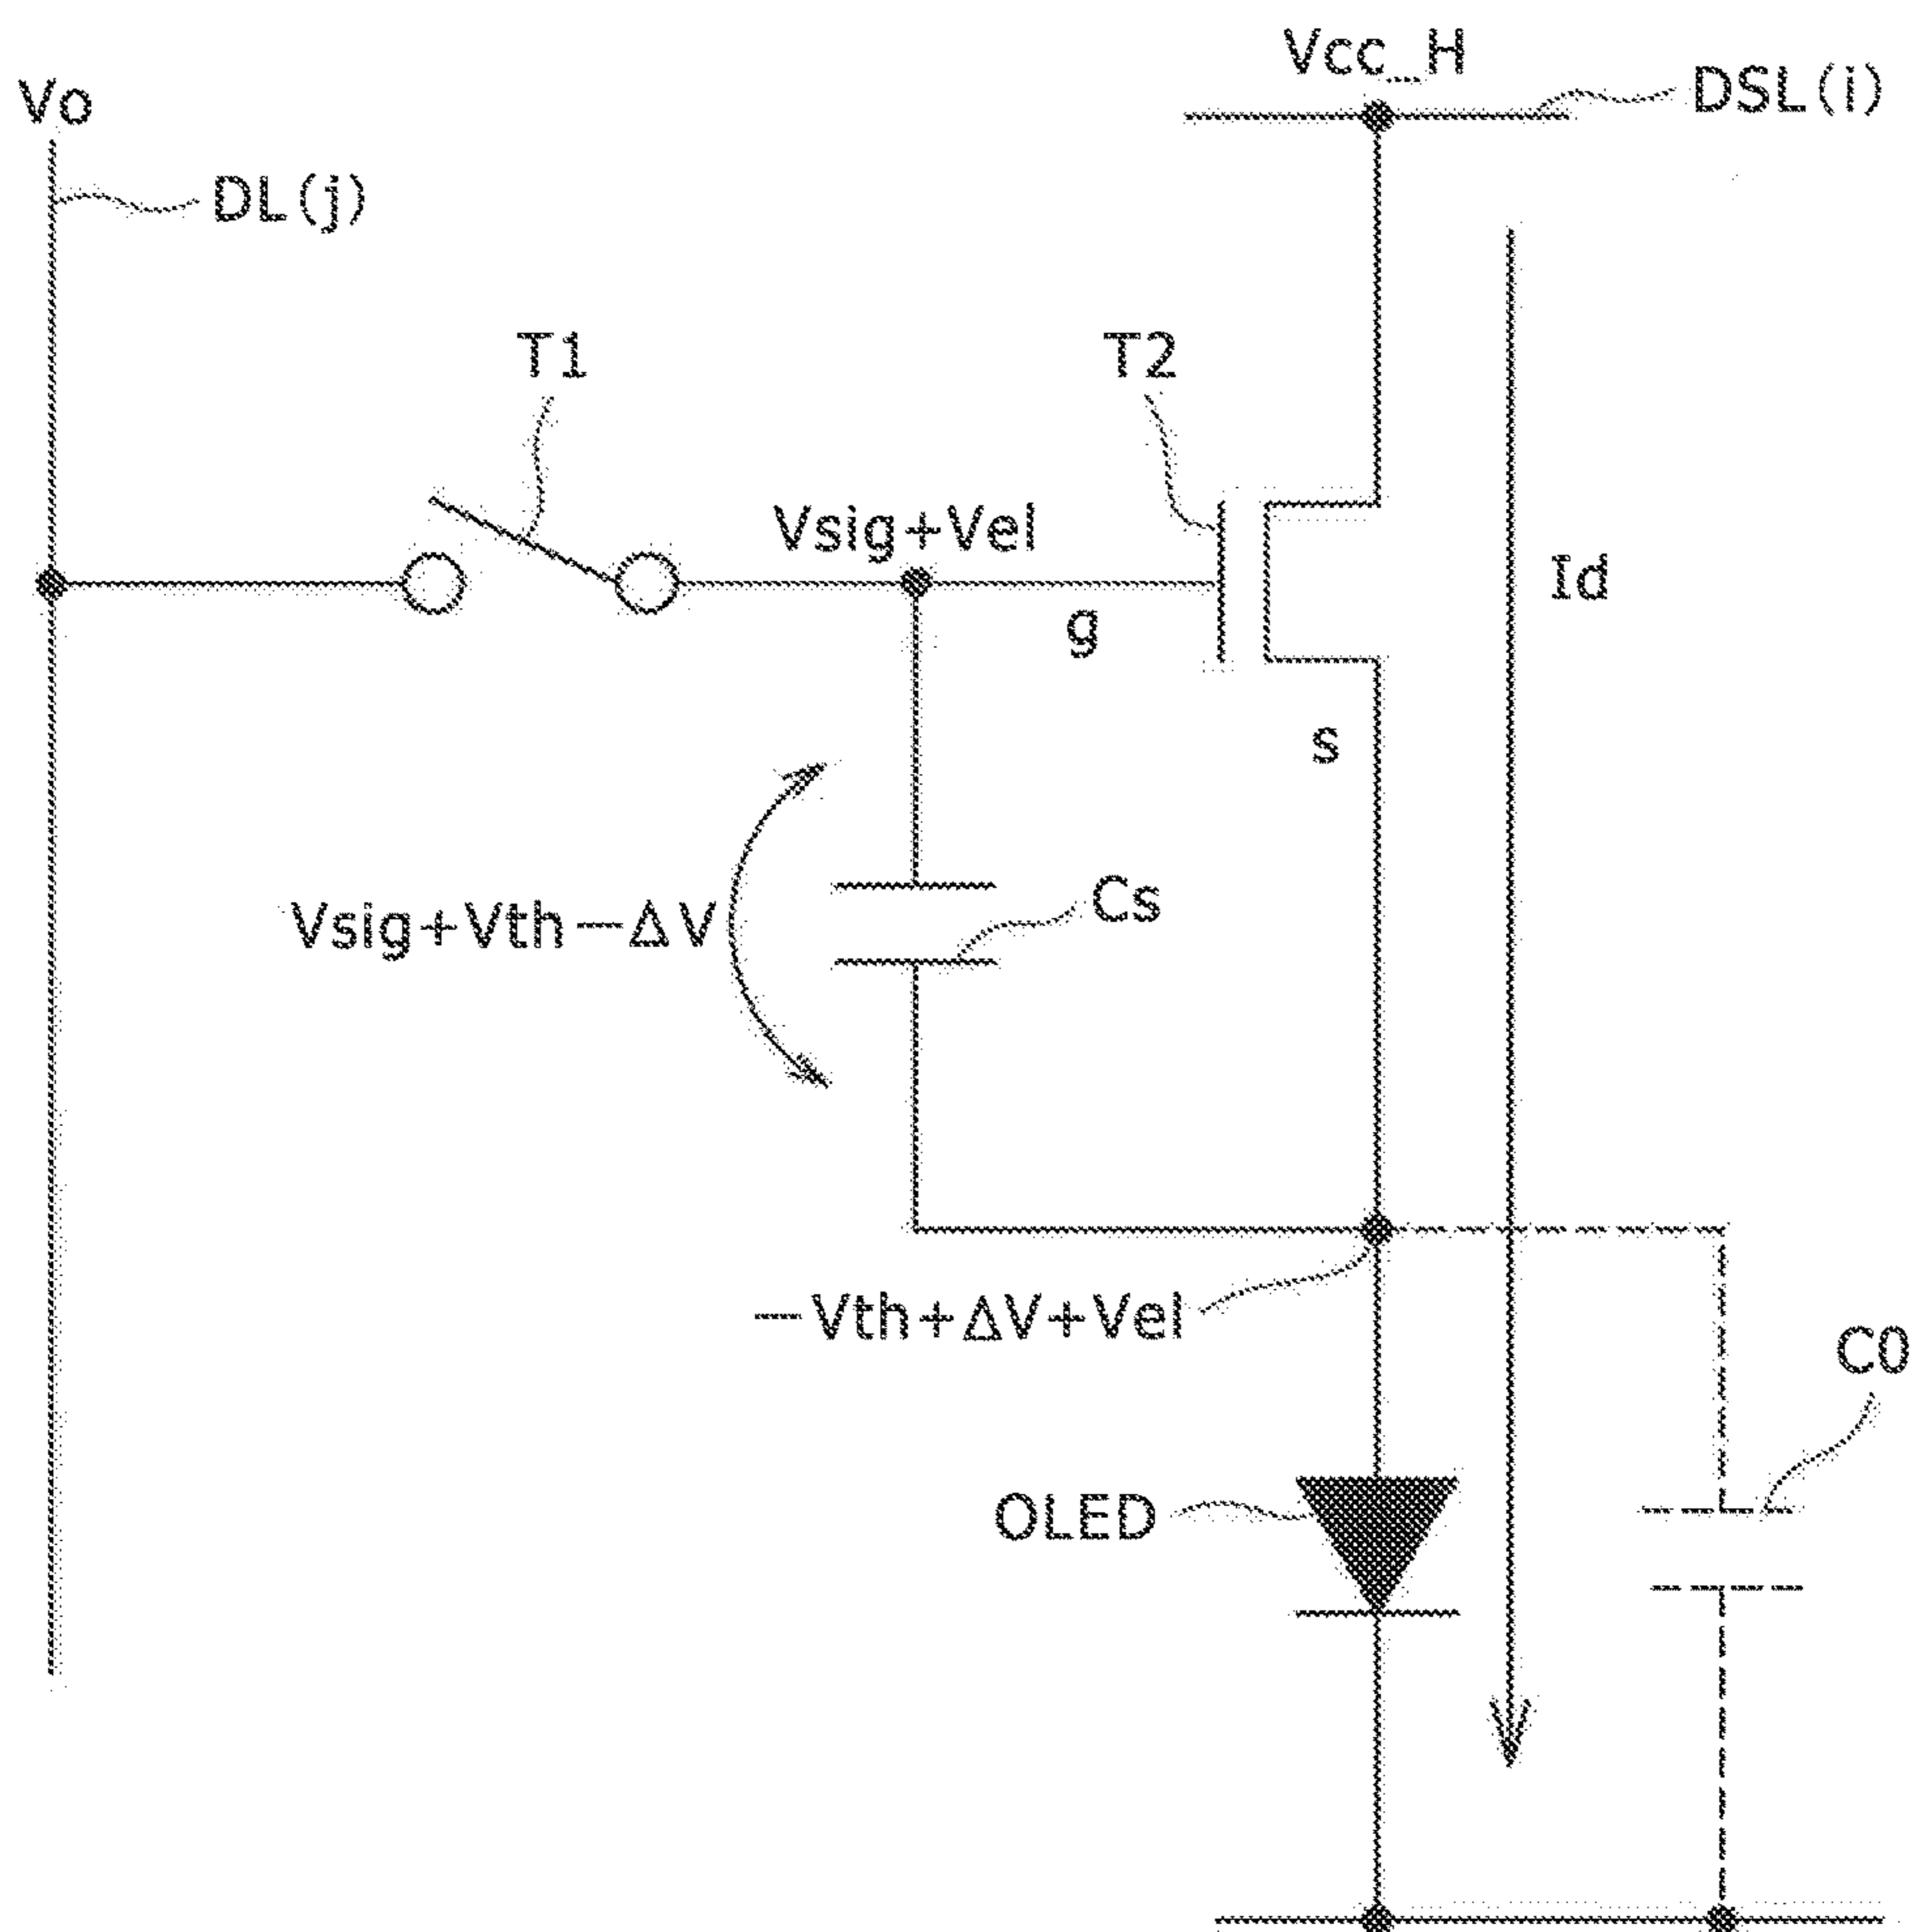 Vcc_H
DSL(i)
Vo
DL(j)
T1
T2
Vsig+Vel
Id
g
s
Cs
Vsig+Vth−ΔV
−Vth+ΔV+Vel
C0
OLED